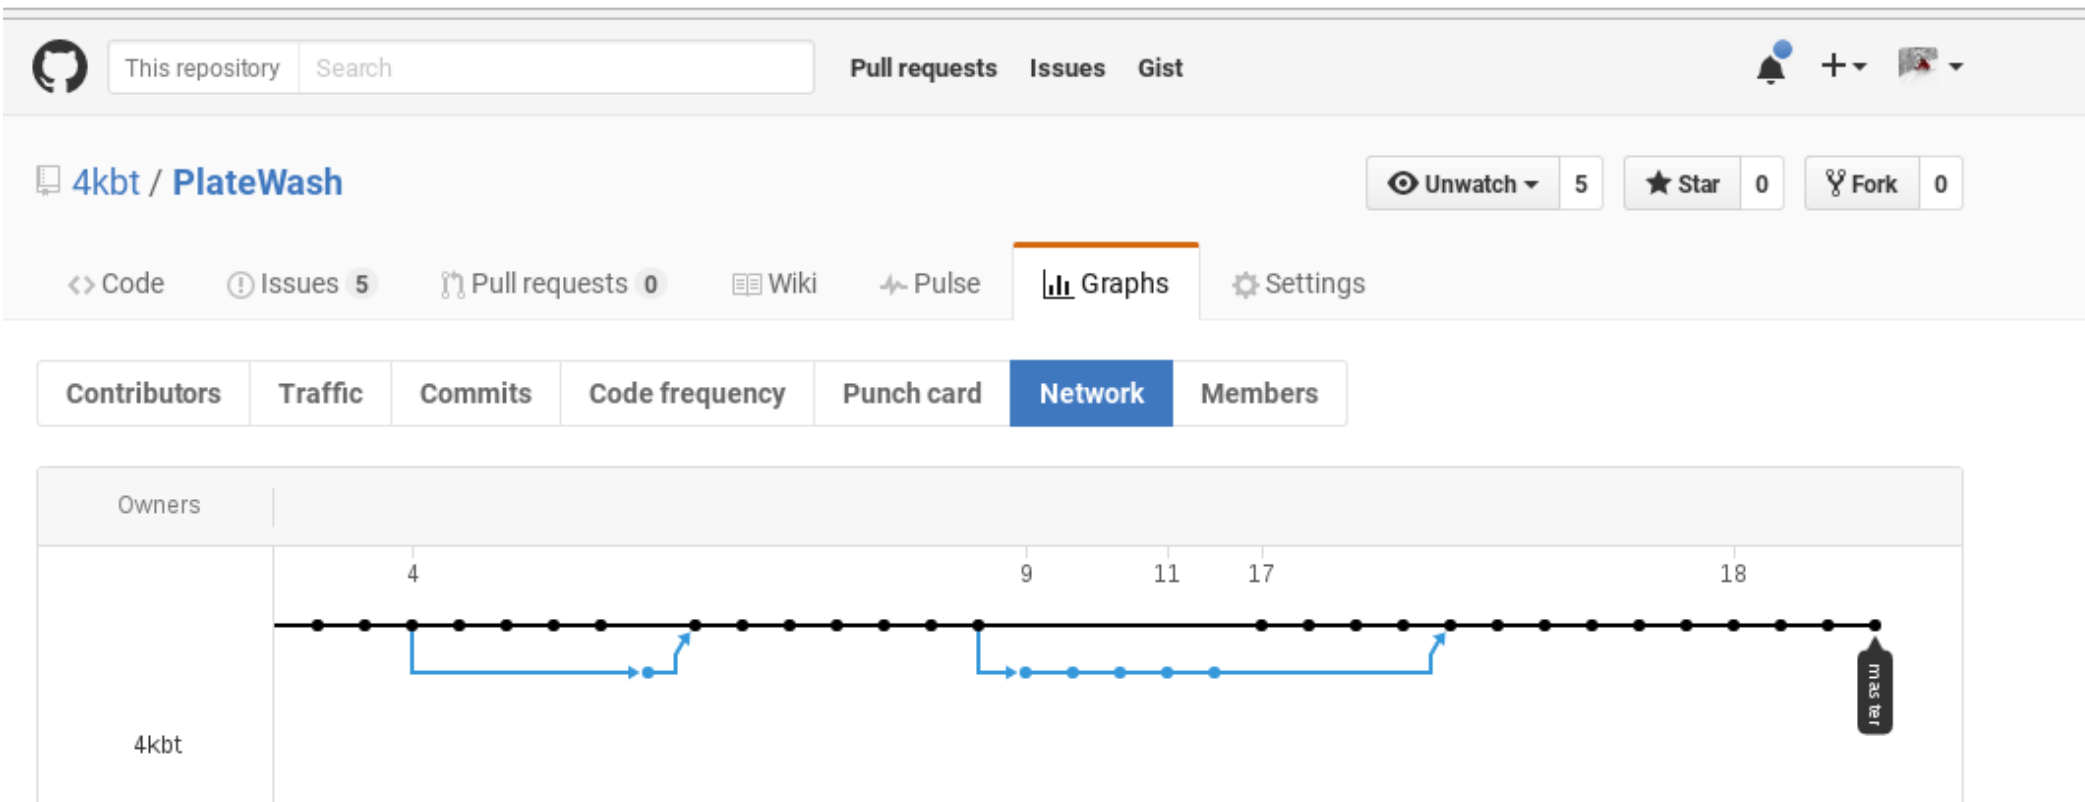 This repository Search Pull requests Issues Gist
4kbt / PlateWash Unwatch 5 Star 0 Fork 0
Code Issues 5 Pull requests 0 Wiki Pulse Graphs Settings
Contributors Traffic Commits Code frequency Punch card Network Members
Owners
4 9 11 17 18
master
4kbt